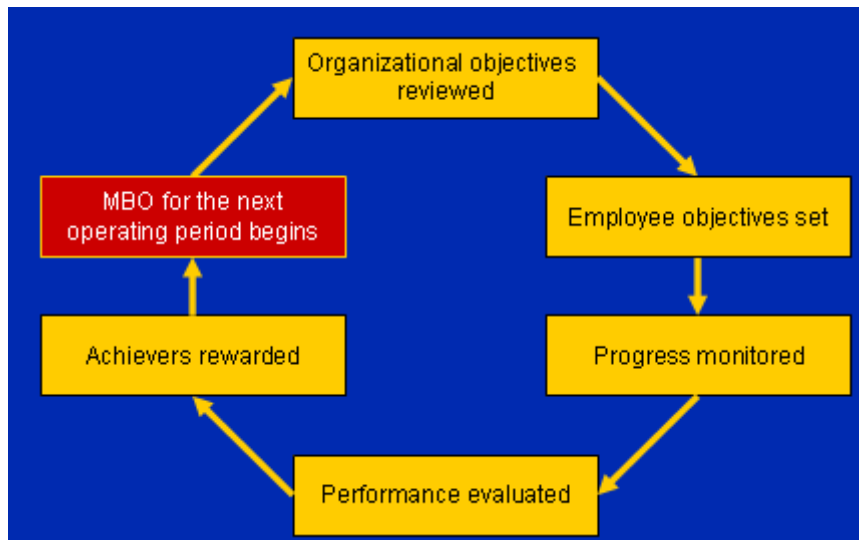 Organizational objectives
reviewed
MBO for the next
operating period begins
Employee objectives set
Achievers rewarded
Progress monitored
Performance evaluated